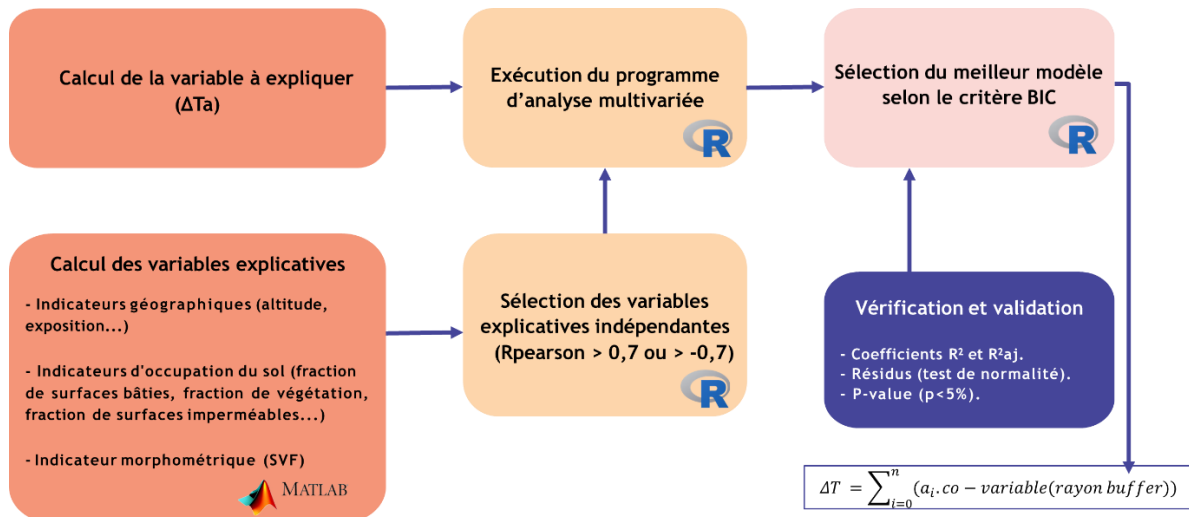 Calcul de la variable à expliquer
(ΔTa)
Exécution du programme
d'analyse multivariée
R
Sélection du meilleur modèle
selon le critère BIC
R
Calcul des variables explicatives
- Indicateurs géographiques (altitude,
exposition...)
- Indicateurs d'occupation du sol (fraction
de surfaces bâties, fraction de végétation,
fraction de surfaces imperméables...)
- Indicateur morphométrique (SVF)
MATLAB
Sélection des variables
explicatives indépendantes
(Rpearson > 0,7 ou > -0,7)
R
Vérification et validation
- Coefficients R² et R²aj.
- Résidus (test de normalité).
- P-value (p<5%).
ΔT = ∑ⁿᵢ₌₀ (aᵢ.co − variable(rayon buffer))